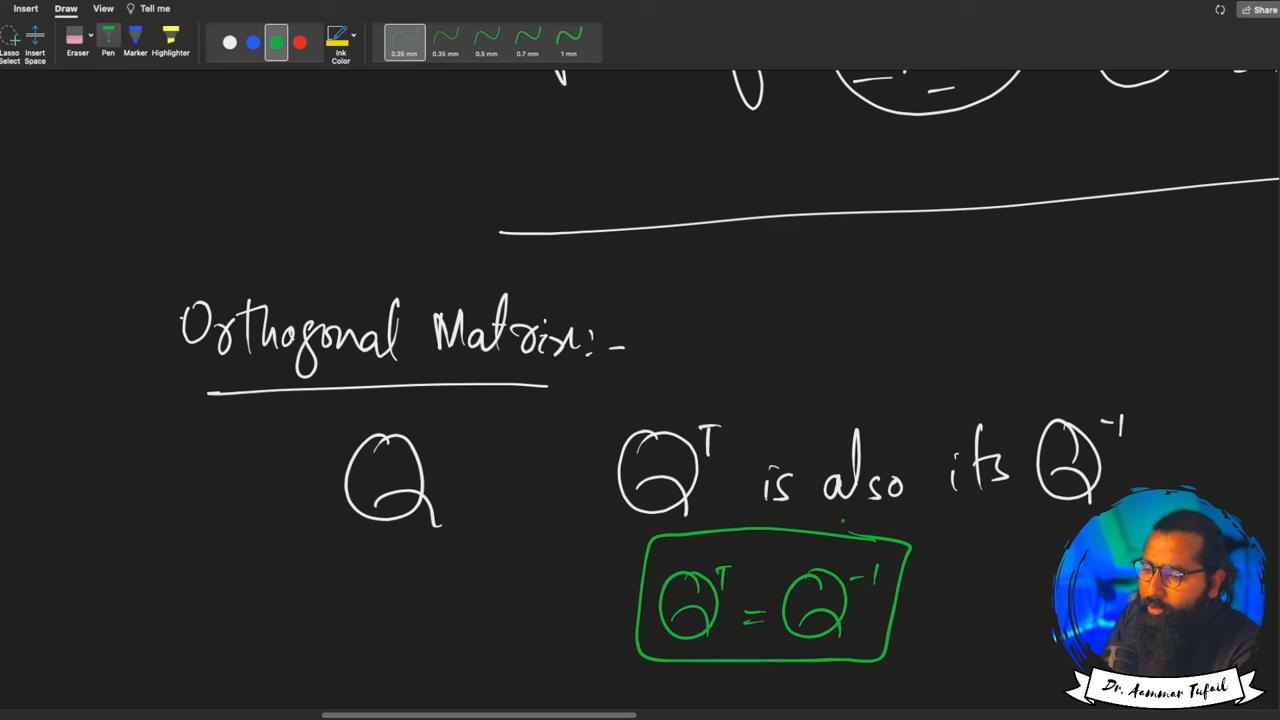 Insert Draw View Tell me
Share
Lasso Select
Insert Space
Eraser
Pen
Marker
Highlighter
Ink Color
0.25 mm
0.35 mm
0.5 mm
0.7 mm
1 mm
Orthogonal Matrix:-
Q Qᵀ is also its Q⁻¹
Qᵀ = Q⁻¹
Dr. Aammar Tufail